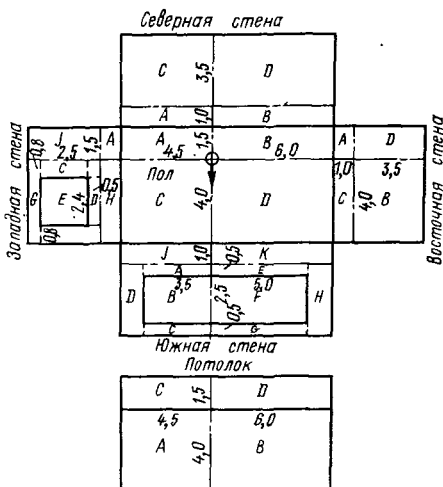 Северная стена
C 3,5 D
A 1,0 B
J 1,5 A A 1,5 B A D
0,8 2,5 4,5 6,0 1,0 3,5
C Пол
G E 2,4 D 0,5 H C 4,0 D C 4,0 B
0,8
Западная стена
Восточная стена
J 1,0 K
0,5
A E
3,5 5,0
D B 2,5 F H
0,5
C G
Южная стена
Потолок
C 1,5 D
4,5 6,0
A 4,0 B